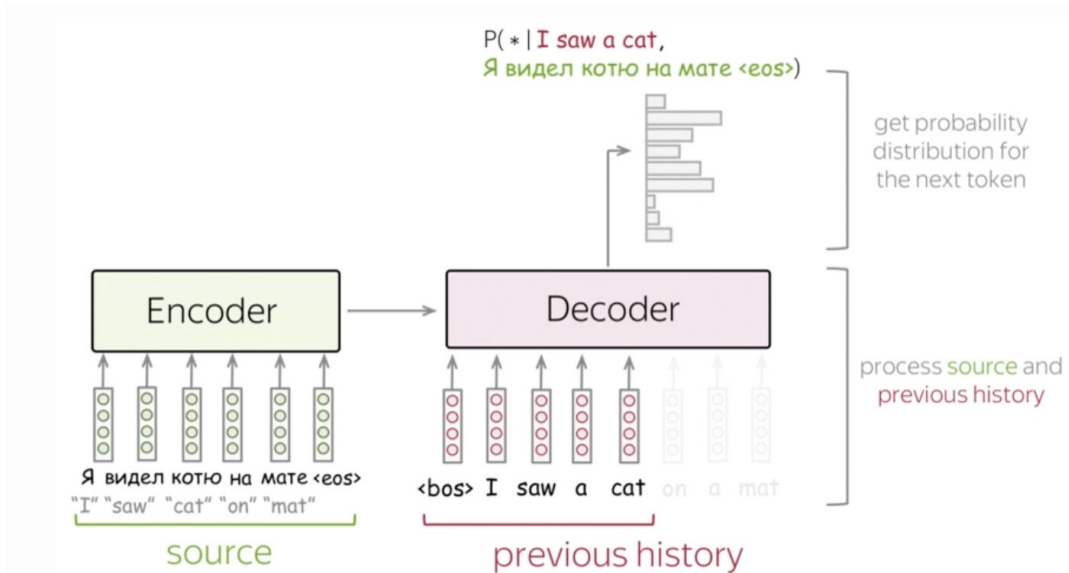 P( * | I saw a cat,
Я видел котю на мате <eos>)
get probability
distribution for
the next token
Encoder
Decoder
process source and
previous history
Я видел котю на мате <eos>
"I" "saw" "cat" "on" "mat"
<bos> I saw a cat on a mat
source
previous history